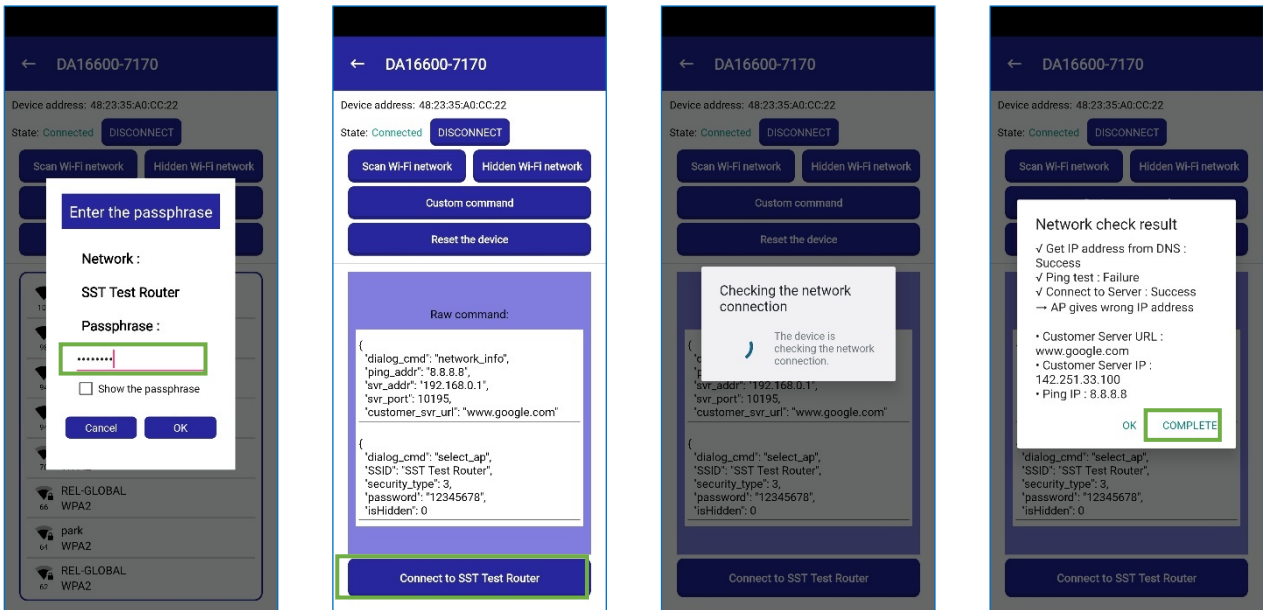 ← DA16600-7170
Device address: 48:23:35:A0:CC:22
State: Connected DISCONNECT
Scan Wi-Fi network Hidden Wi-Fi network
Enter the passphrase
Network :
SST Test Router
Passphrase :
••••••••
Show the passphrase
Cancel OK
REL-GLOBAL
66 WPA2
park
64 WPA2
REL-GLOBAL
62 WPA2
← DA16600-7170
Device address: 48:23:35:A0:CC:22
State: Connected DISCONNECT
Scan Wi-Fi network Hidden Wi-Fi network
Custom command
Reset the device
Raw command:
{
"dialog_cmd": "network_info",
"ping_addr": "8.8.8.8",
"svr_addr": "192.168.0.1",
"svr_port": 10195,
"customer_svr_url": "www.google.com"
{
"dialog_cmd": "select_ap",
"SSID": "SST Test Router",
"security_type": 3,
"password": "12345678",
"isHidden": 0
Connect to SST Test Router
← DA16600-7170
Device address: 48:23:35:A0:CC:22
State: Connected DISCONNECT
Scan Wi-Fi network Hidden Wi-Fi network
Custom command
Reset the device
Checking the network
connection
The device is
checking the network
connection.
"svr_addr": "192.168.0.1",
"svr_port": 10195,
"customer_svr_url": "www.google.com"
{
"dialog_cmd": "select_ap",
"SSID": "SST Test Router",
"security_type": 3,
"password": "12345678",
"isHidden": 0
Connect to SST Test Router
← DA16600-7170
Device address: 48:23:35:A0:CC:22
State: Connected DISCONNECT
Scan Wi-Fi network Hidden Wi-Fi network
Network check result
√ Get IP address from DNS :
Success
√ Ping test : Failure
√ Connect to Server : Success
→ AP gives wrong IP address
• Customer Server URL :
www.google.com
• Customer Server IP :
142.251.33.100
• Ping IP : 8.8.8.8
OK COMPLETE
"dialog_cmd": "select_ap",
"SSID": "SST Test Router",
"security_type": 3,
"password": "12345678",
"isHidden": 0
Connect to SST Test Router